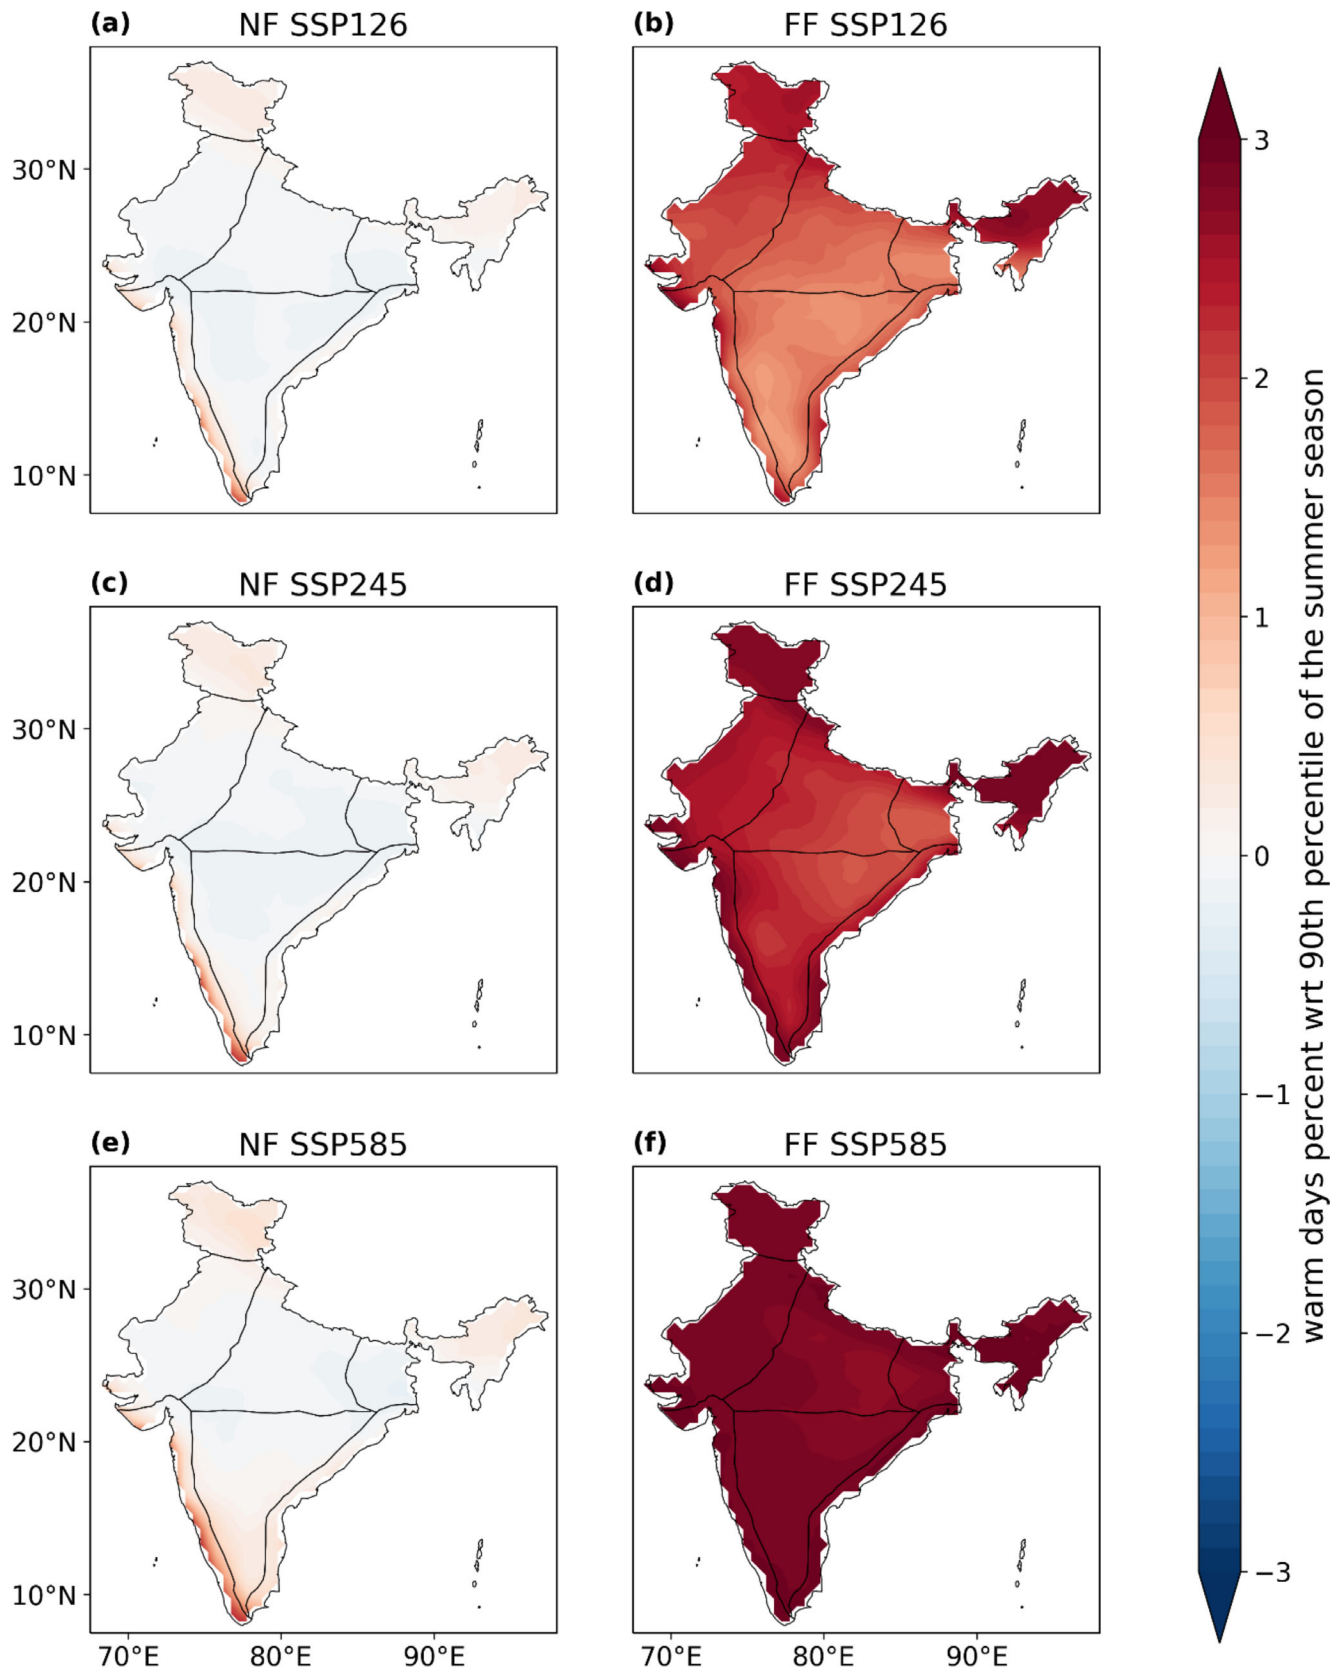 (a) NF SSP126
(b) FF SSP126
30°N
20°N
10°N
(c) NF SSP245
(d) FF SSP245
30°N
20°N
10°N
(e) NF SSP585
(f) FF SSP585
30°N
20°N
10°N
70°E 80°E 90°E
70°E 80°E 90°E
3
2
1
0
−1
−2
−3
warm days percent wrt 90th percentile of the summer season